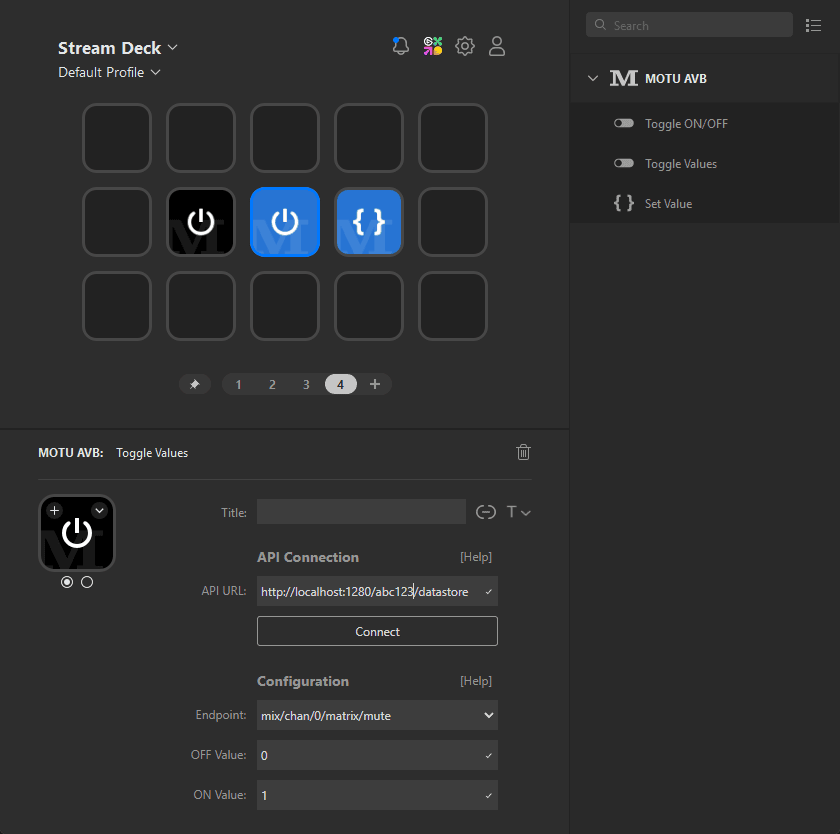 Stream Deck
Default Profile
1 2 3 4 +
MOTU AVB: Toggle Values
Title:
T
API Connection [Help]
API URL: http://localhost:1280/abc123/datastore
Connect
Configuration [Help]
Endpoint: mix/chan/0/matrix/mute
OFF Value: 0
ON Value: 1
Search
M MOTU AVB
Toggle ON/OFF
Toggle Values
{ } Set Value